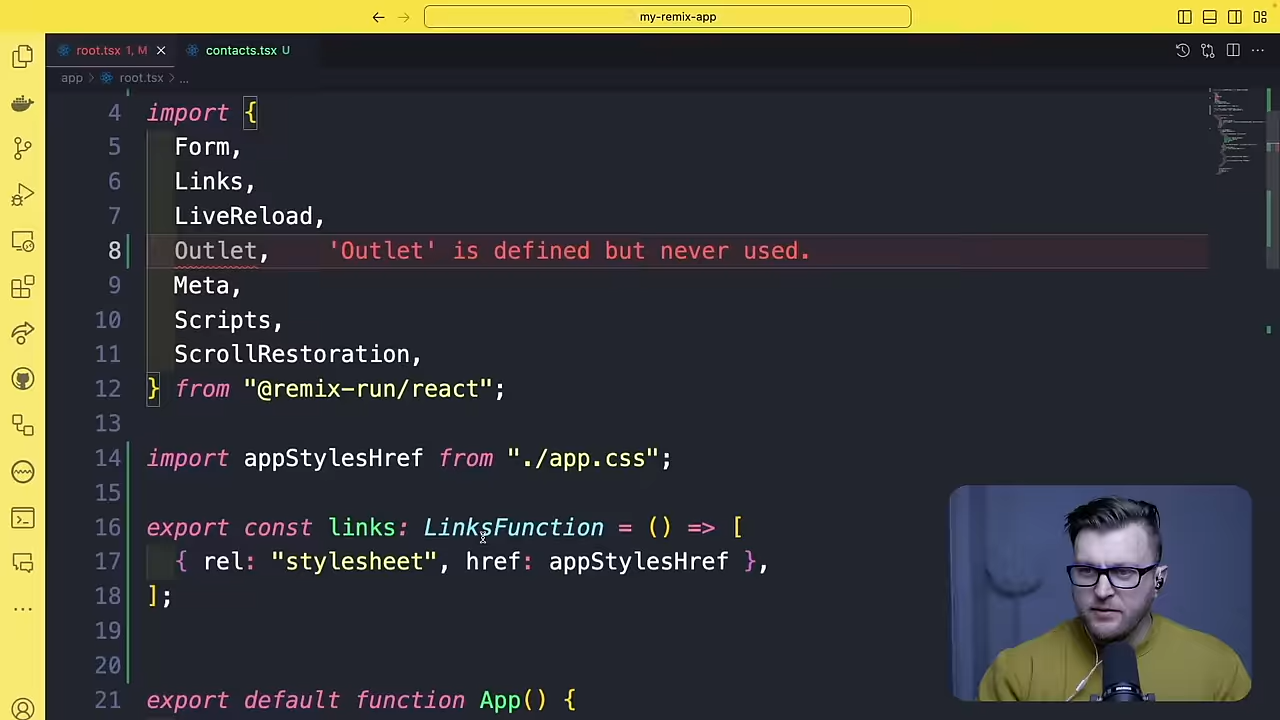 my-remix-app
root.tsx 1, M
contacts.tsx U
app > root.tsx > ...
4 import {
5 Form,
6 Links,
7 LiveReload,
8 Outlet, 'Outlet' is defined but never used.
9 Meta,
10 Scripts,
11 ScrollRestoration,
12 } from "@remix-run/react";
13
14 import appStylesHref from "./app.css";
15
16 export const links: LinksFunction = () => [
17 { rel: "stylesheet", href: appStylesHref },
18 ];
19
20
21 export default function App() {